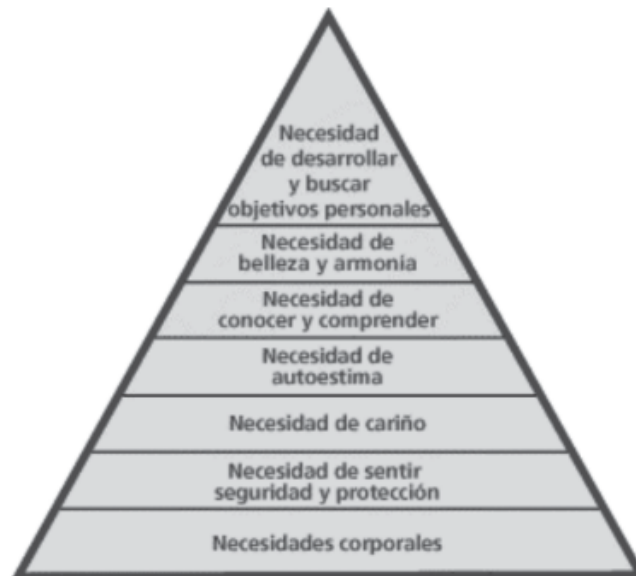 Necesidad
de desarrollar
y buscar
objetivos personales
Necesidad de
belleza y armonia
Necesidad de
conocer y comprender
Necesidad de
autoestima
Necesidad de cariño
Necesidad de sentir
seguridad y protección
Necesidades corporales